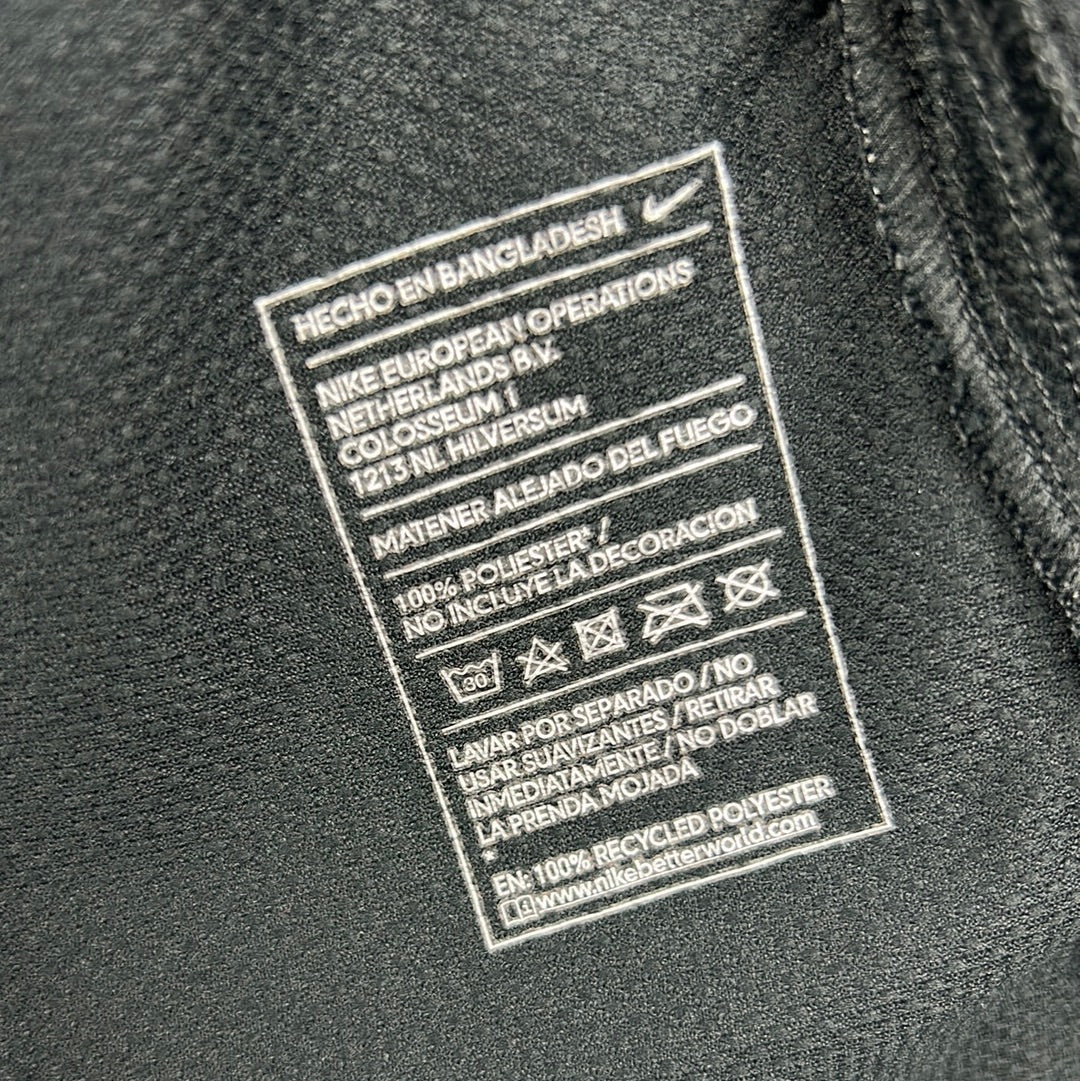 HECHO EN BANGLADESH
NIKE EUROPEAN OPERATIONS
NETHERLANDS B.V.
COLOSSEUM 1
1213 NL HILVERSUM
MATENER ALEJADO DEL FUEGO
100% POLIESTER* /
NO INCLUYE LA DECORACION
30
LAVAR POR SEPARADO / NO
USAR SUAVIZANTES / RETIRAR
INMEDIATAMENTE / NO DOBLAR
LA PRENDA MOJADA
*
EN: 100% RECYCLED POLYESTER
www.nikebetterworld.com